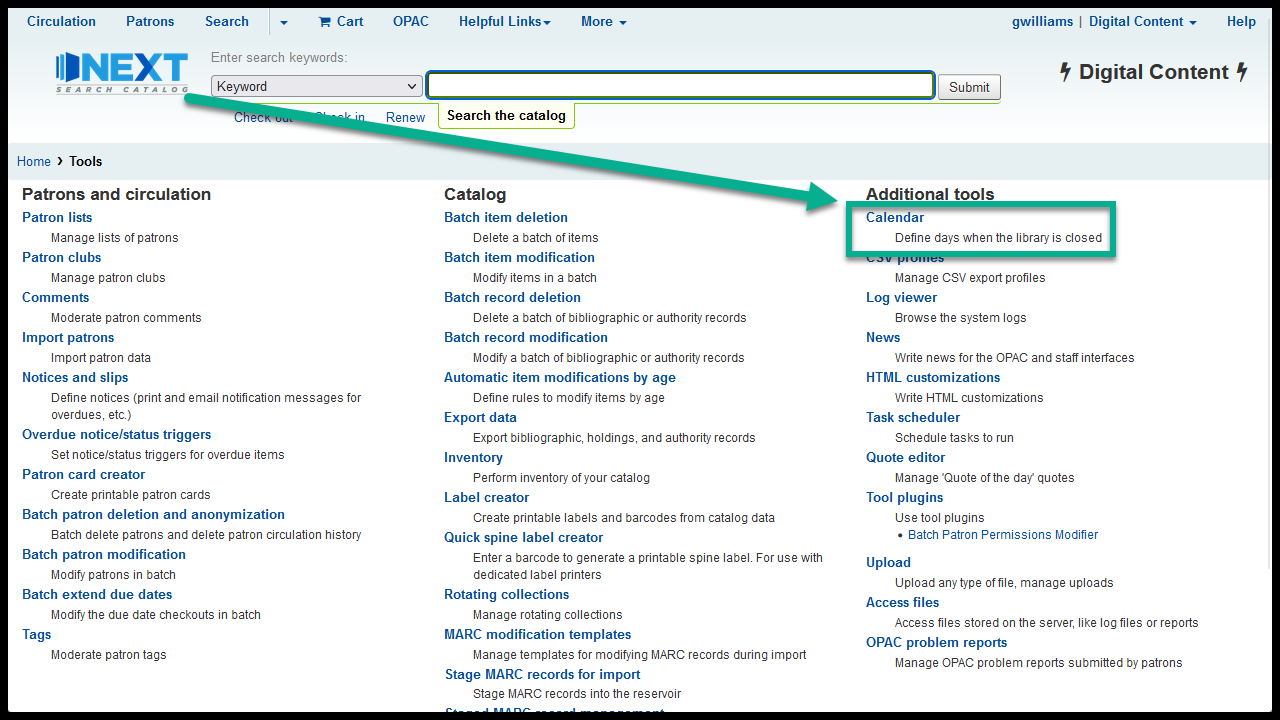 Circulation Patrons Search Cart OPAC Helpful Links More gwilliams | Digital Content Help
NEXT
SEARCH CATALOG
Enter search keywords:
Keyword Submit
⚡ Digital Content ⚡
Check out Check in Renew Search the catalog
Home › Tools
Patrons and circulation
Patron lists
Manage lists of patrons
Patron clubs
Manage patron clubs
Comments
Moderate patron comments
Import patrons
Import patron data
Notices and slips
Define notices (print and email notification messages for
overdues, etc.)
Overdue notice/status triggers
Set notice/status triggers for overdue items
Patron card creator
Create printable patron cards
Batch patron deletion and anonymization
Batch delete patrons and delete patron circulation history
Batch patron modification
Modify patrons in batch
Batch extend due dates
Modify the due date checkouts in batch
Tags
Moderate patron tags
Catalog
Batch item deletion
Delete a batch of items
Batch item modification
Modify items in a batch
Batch record deletion
Delete a batch of bibliographic or authority records
Batch record modification
Modify a batch of bibliographic or authority records
Automatic item modifications by age
Define rules to modify items by age
Export data
Export bibliographic, holdings, and authority records
Inventory
Perform inventory of your catalog
Label creator
Create printable labels and barcodes from catalog data
Quick spine label creator
Enter a barcode to generate a printable spine label. For use with
dedicated label printers
Rotating collections
Manage rotating collections
MARC modification templates
Manage templates for modifying MARC records during import
Stage MARC records for import
Stage MARC records into the reservoir
Staged MARC record management
Additional tools
Calendar
Define days when the library is closed
CSV profiles
Manage CSV export profiles
Log viewer
Browse the system logs
News
Write news for the OPAC and staff interfaces
HTML customizations
Write HTML customizations
Task scheduler
Schedule tasks to run
Quote editor
Manage 'Quote of the day' quotes
Tool plugins
Use tool plugins
• Batch Patron Permissions Modifier
Upload
Upload any type of file, manage uploads
Access files
Access files stored on the server, like log files or reports
OPAC problem reports
Manage OPAC problem reports submitted by patrons